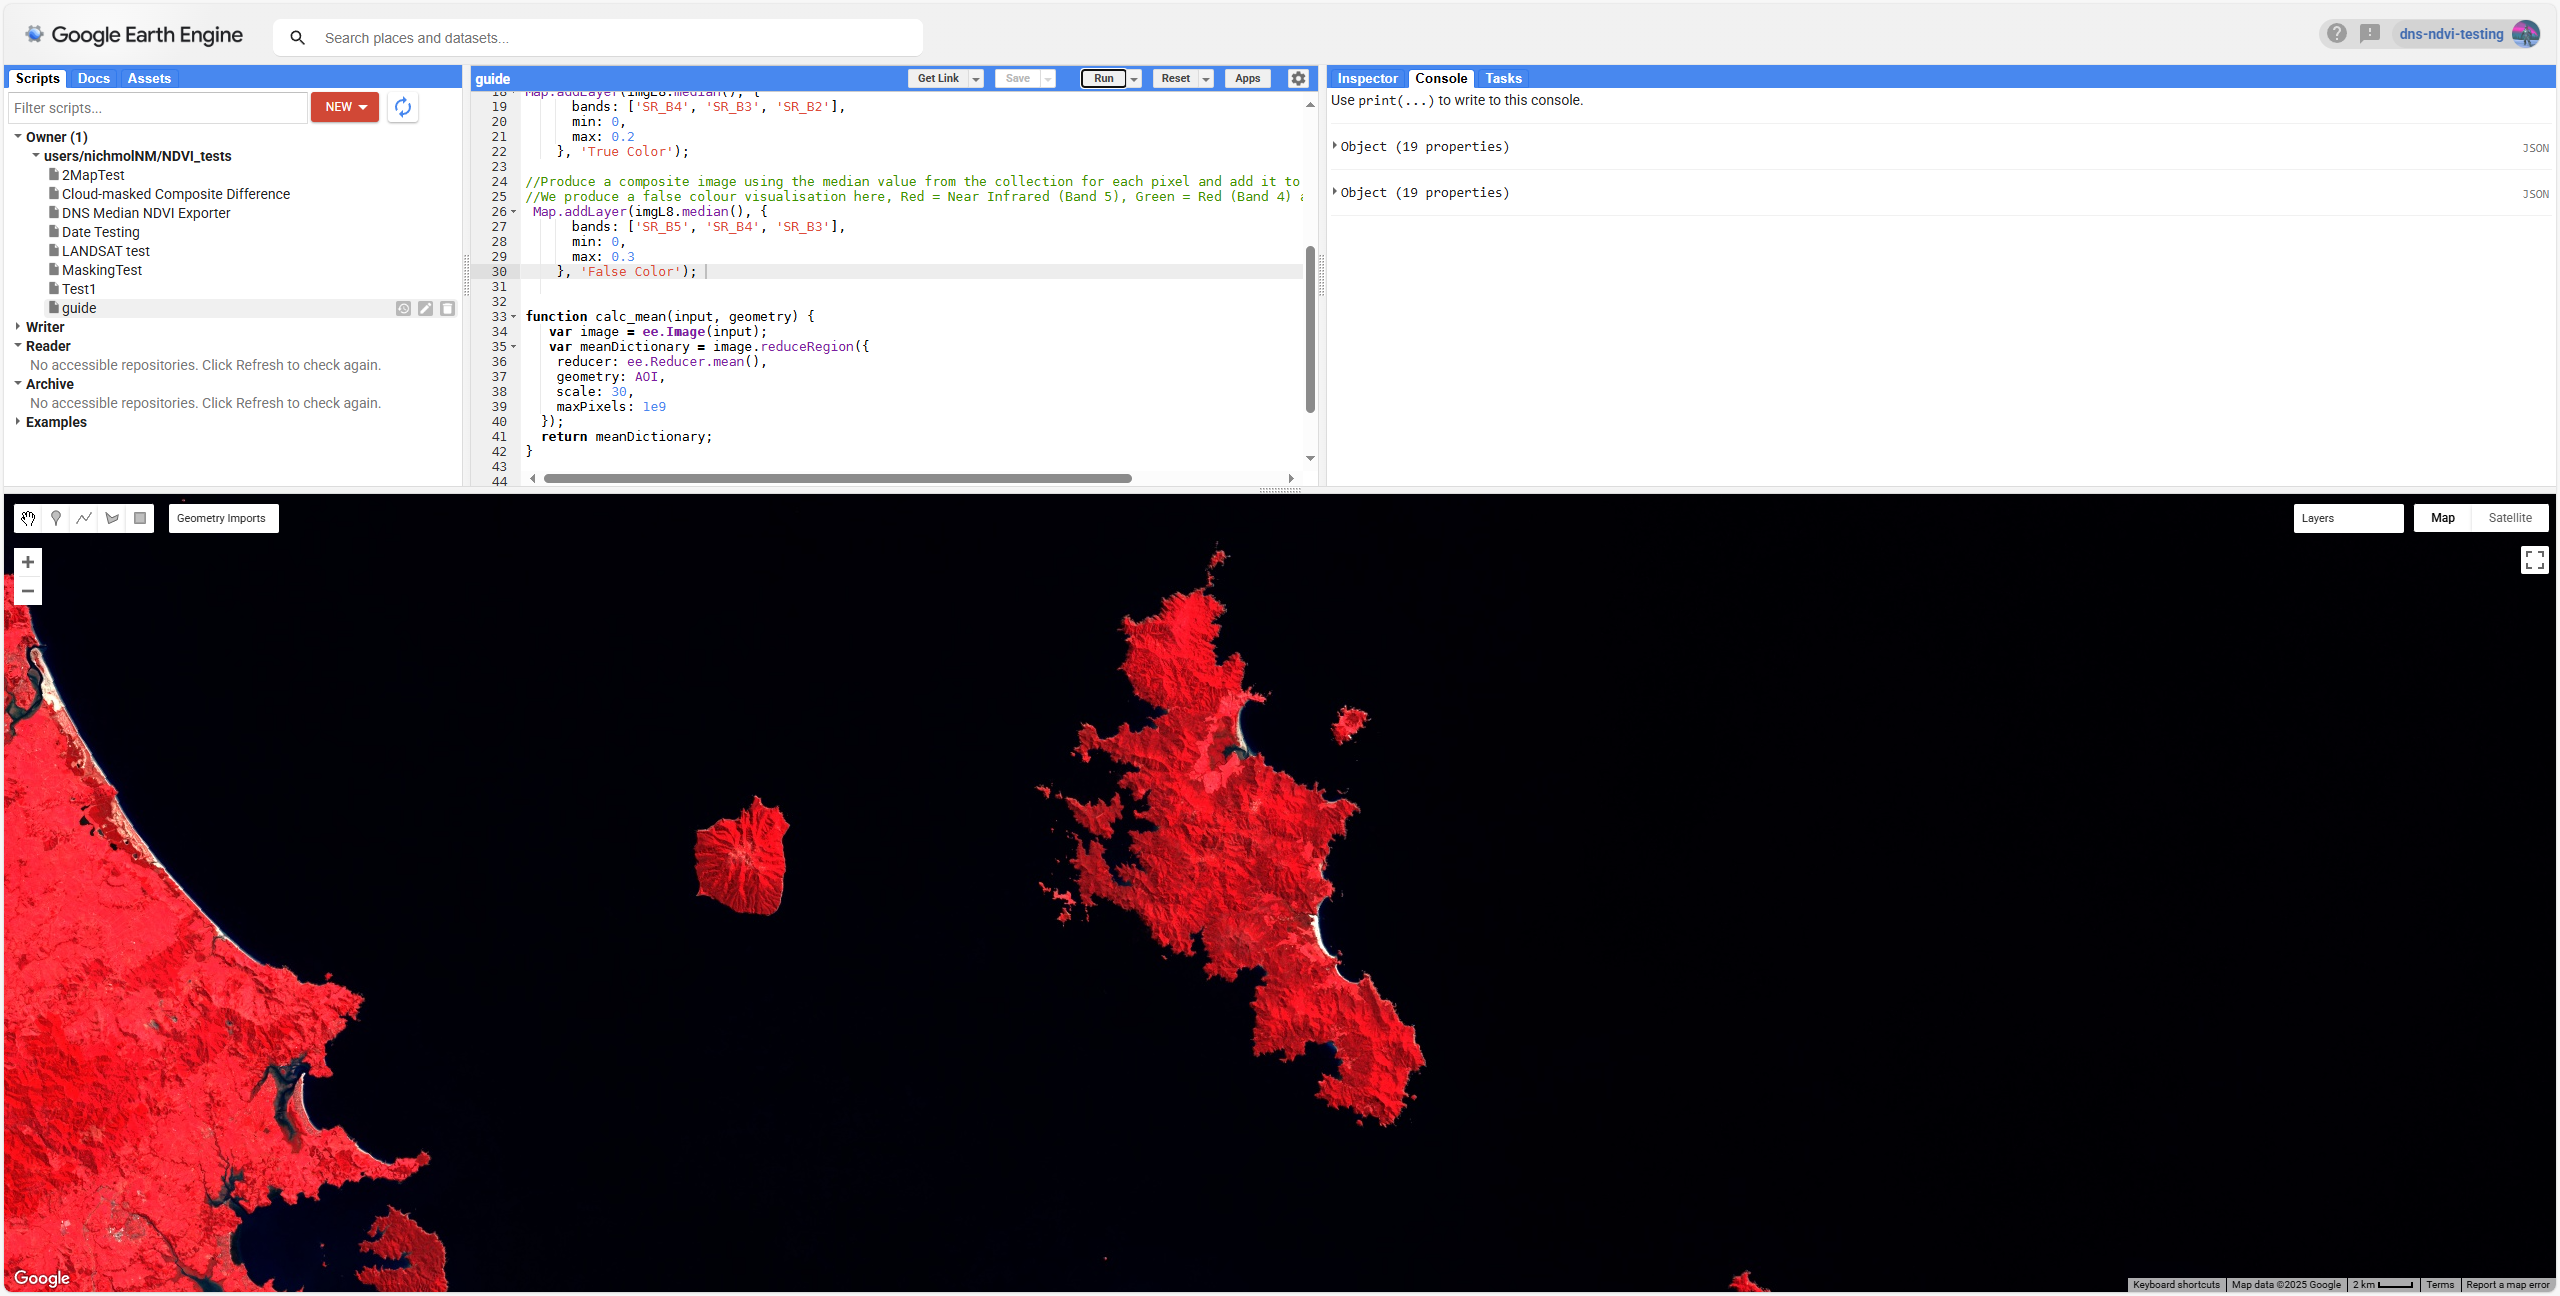 Google Earth Engine
Search places and datasets...
dns-ndvi-testing
Scripts Docs Assets
Filter scripts...
NEW
Owner (1)
users/nichmolNM/NDVI_tests
2MapTest
Cloud-masked Composite Difference
DNS Median NDVI Exporter
Date Testing
LANDSAT test
MaskingTest
Test1
guide
Writer
Reader
No accessible repositories. Click Refresh to check again.
Archive
No accessible repositories. Click Refresh to check again.
Examples
guide
Get Link Save Run Reset Apps
18 Map.addLayer(imgL8.median(), {
19 bands: ['SR_B4', 'SR_B3', 'SR_B2'],
20 min: 0,
21 max: 0.2
22 }, 'True Color');
23
24 //Produce a composite image using the median value from the collection for each pixel and add it to
25 //We produce a false colour visualisation here, Red = Near Infrared (Band 5), Green = Red (Band 4)
26 Map.addLayer(imgL8.median(), {
27 bands: ['SR_B5', 'SR_B4', 'SR_B3'],
28 min: 0,
29 max: 0.3
30 }, 'False Color');
31
32
33 function calc_mean(input, geometry) {
34 var image = ee.Image(input);
35 var meanDictionary = image.reduceRegion({
36 reducer: ee.Reducer.mean(),
37 geometry: AOI,
38 scale: 30,
39 maxPixels: 1e9
40 });
41 return meanDictionary;
42 }
43
44
Inspector Console Tasks
Use print(...) to write to this console.
Object (19 properties) JSON
Object (19 properties) JSON
Geometry Imports
Layers
Map Satellite
Google
Keyboard shortcuts Map data ©2025 Google 2 km Terms Report a map error